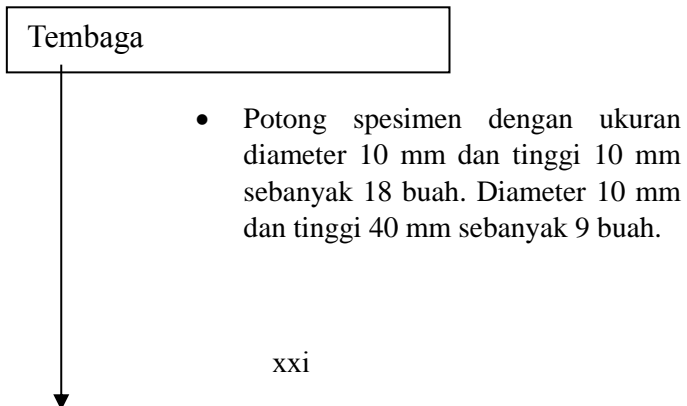 Tembaga
• Potong spesimen dengan ukuran
diameter 10 mm dan tinggi 10 mm
sebanyak 18 buah. Diameter 10 mm
dan tinggi 40 mm sebanyak 9 buah.
xxi